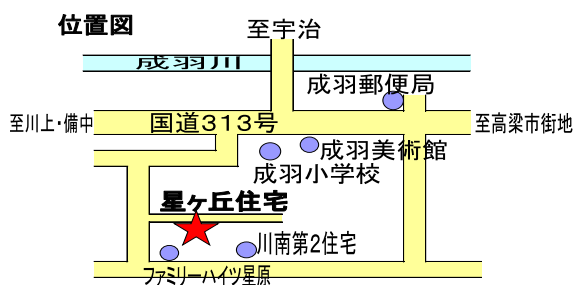 位置図
至宇治
成羽川
成羽郵便局
至川上・備中
国道313号
至高梁市街地
成羽美術館
成羽小学校
星ヶ丘住宅
川南第2住宅
ファミリーハイツ星原